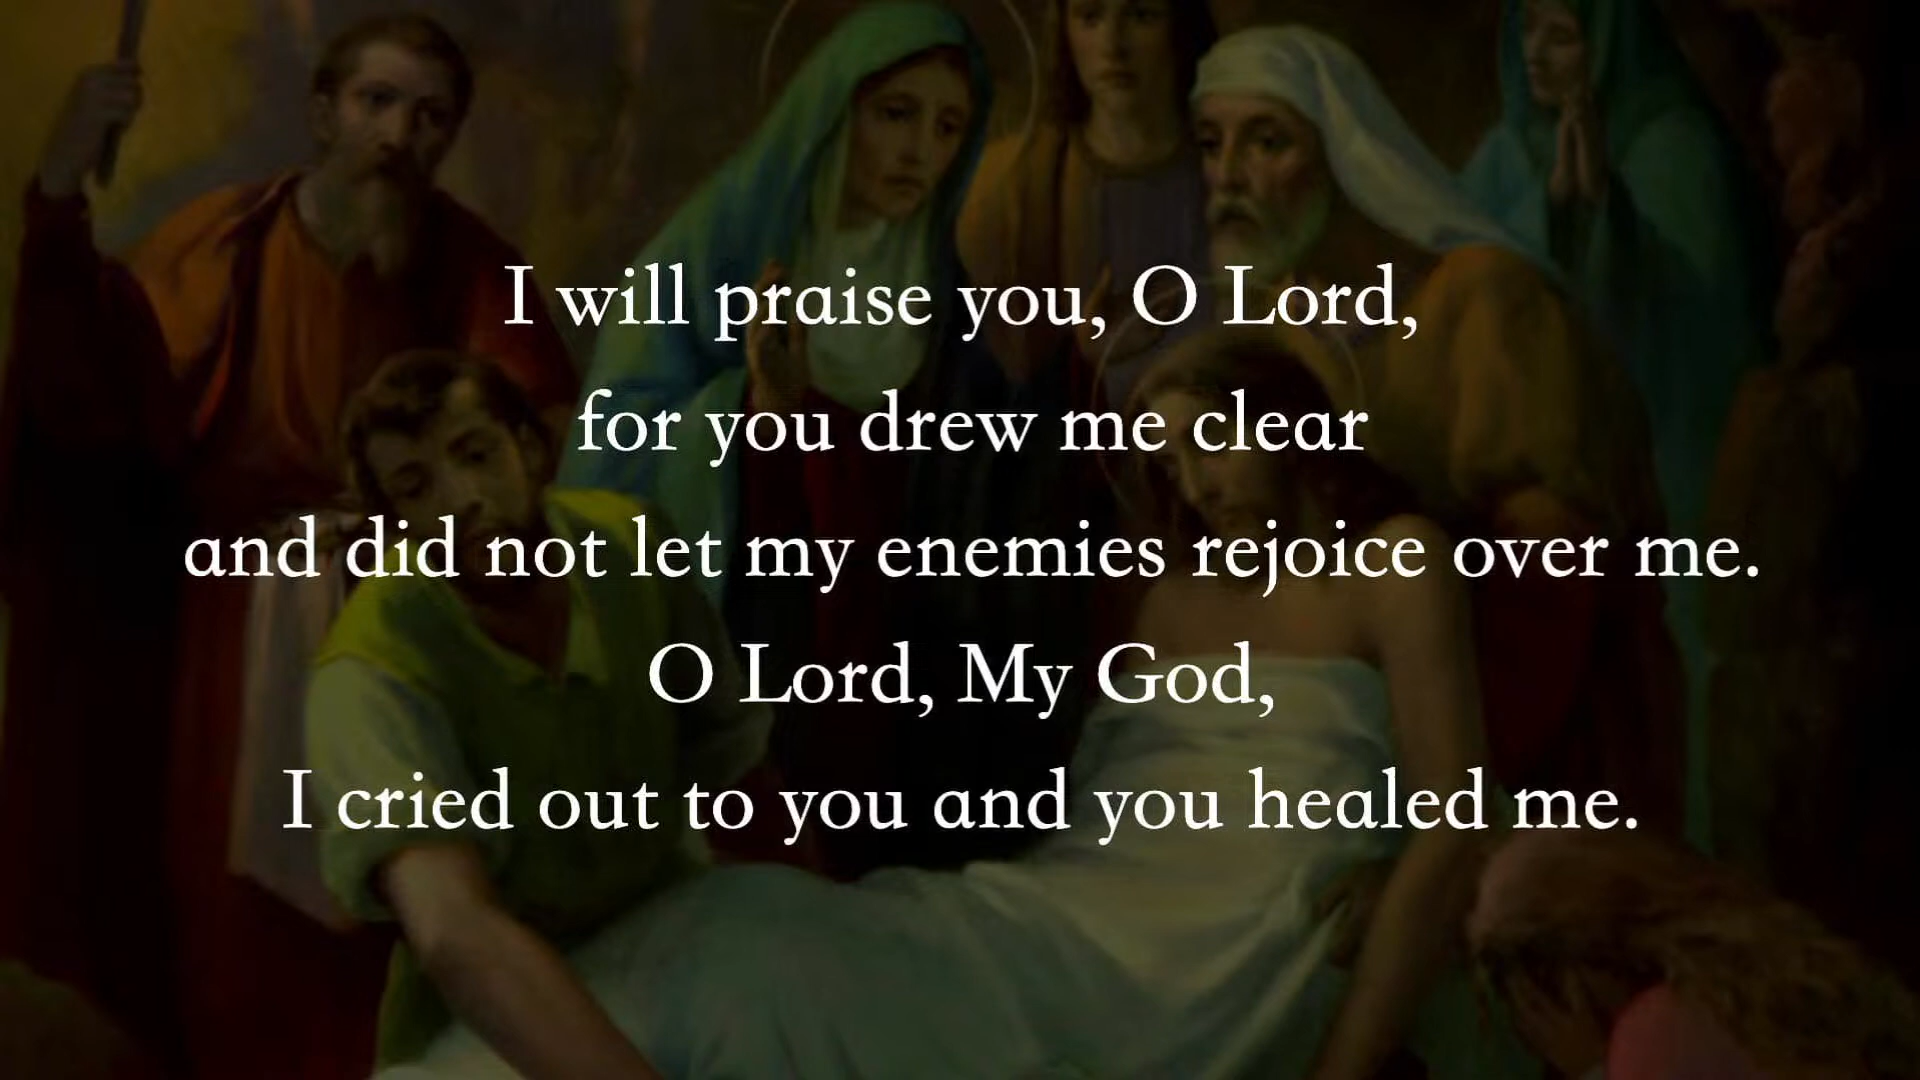 I will praise you, O Lord,
for you drew me clear
and did not let my enemies rejoice over me.
O Lord, My God,
I cried out to you and you healed me.